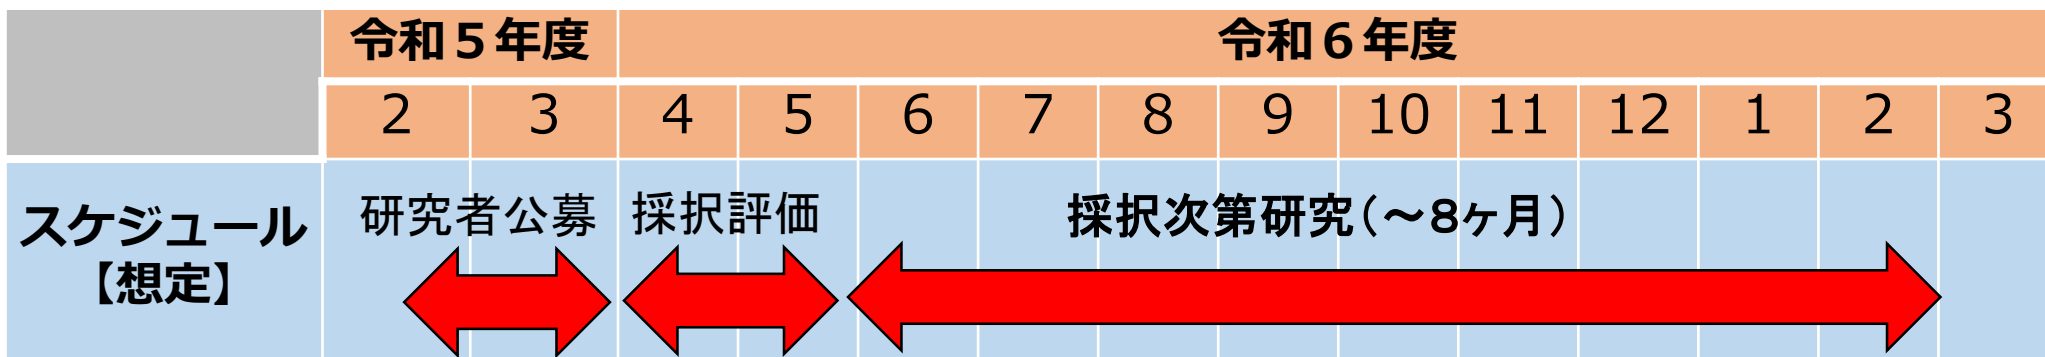 令和５年度 令和６年度
2 3 4 5 6 7 8 9 10 11 12 1 2 3
スケジュール
【想定】
研究者公募 採択評価 採択次第研究（～８ヶ月）